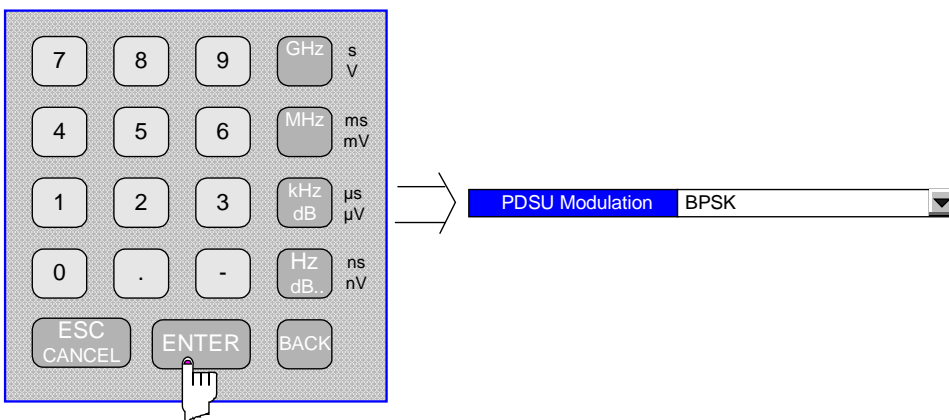 7 8 9 GHz s
V
4 5 6 MHz ms
mV
1 2 3 kHz
dB µs
µV
0 . - Hz
dB.. ns
nV
ESC
CANCEL ENTER BACK
PDSU Modulation BPSK